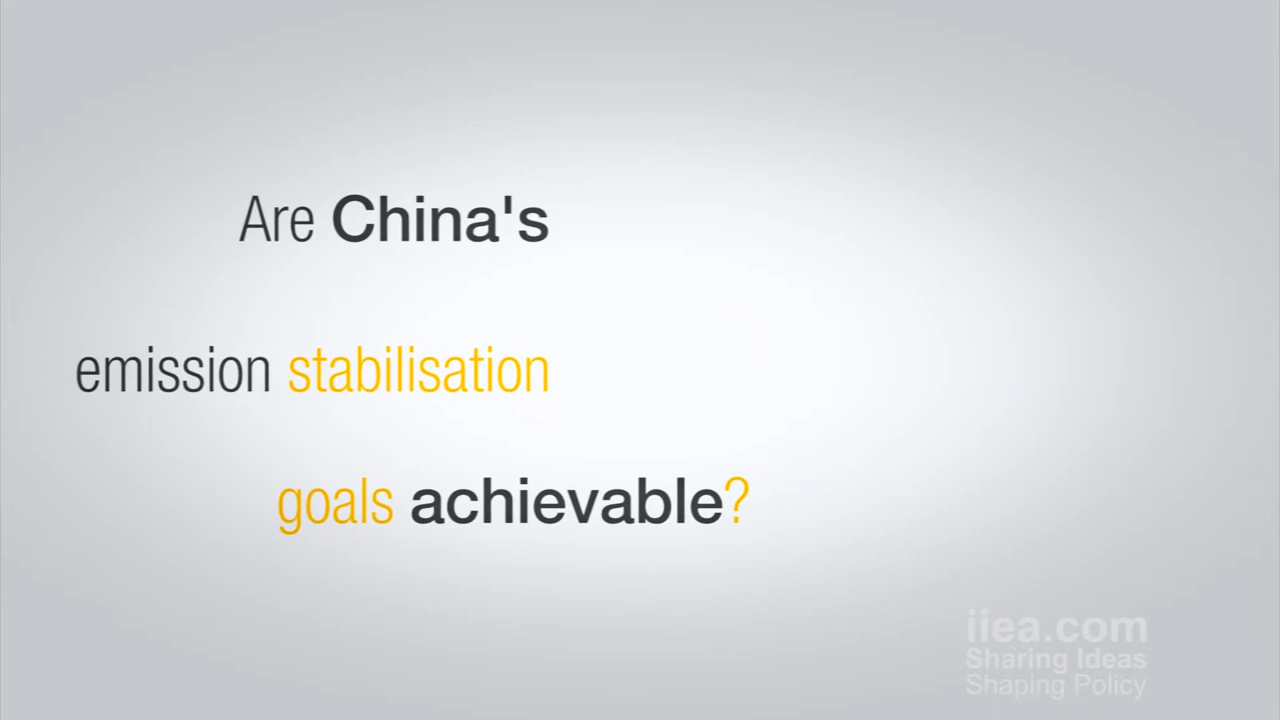 Are China's
emission stabilisation
goals achievable?
iiea.com
Sharing Ideas
Shaping Policy